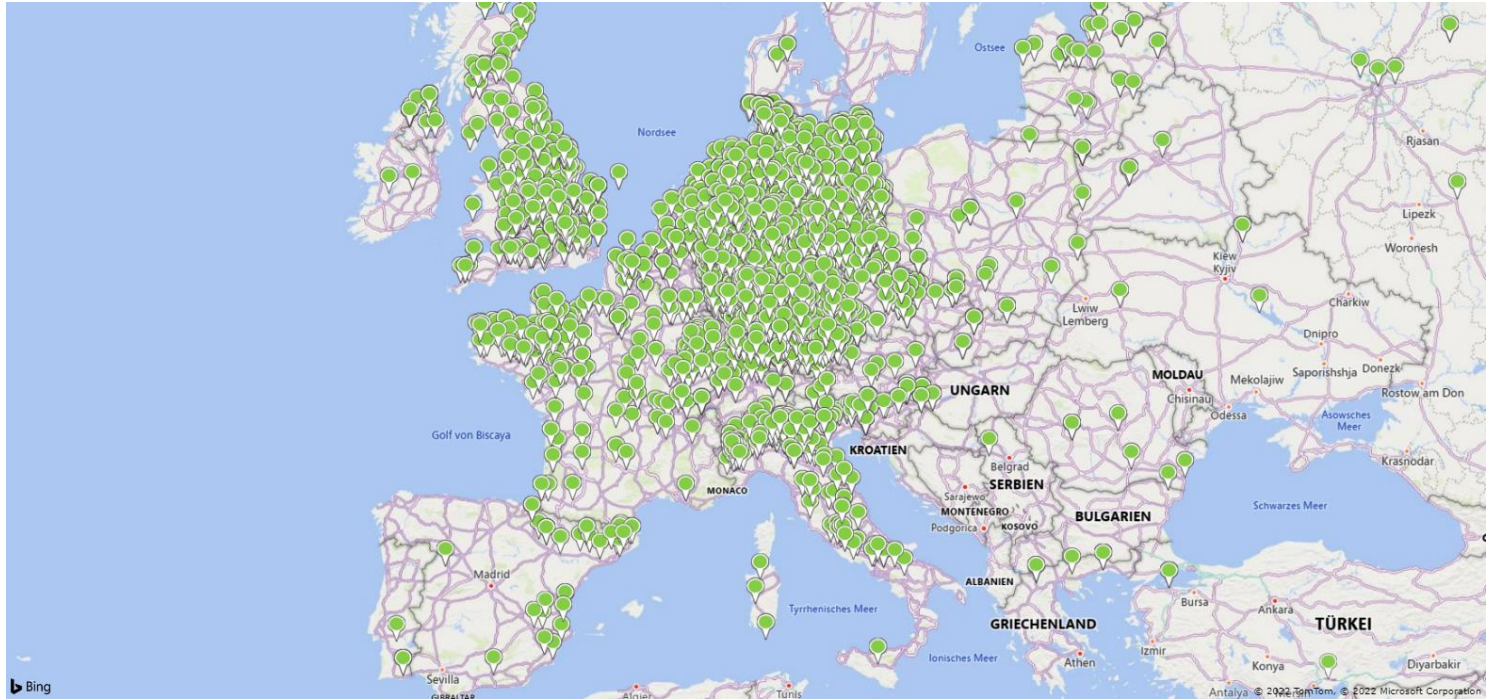 Ostsee
Nordsee
Rjasan
Lipezk
Woronesh
Kiew
Kyjiw
Lwiw
Lemberg
Charkiw
Dnipro
Saporishshja
Donezk
MOLDAU
Chisinau
Mekolajiw
Rostow am Don
UNGARN
Odessa
Asowsches
Meer
Golf von Biscaya
KROATIEN
Krasnodar
Belgrad
MONACO
SERBIEN
Sarajewo
Schwarzes Meer
MONTENEGRO
KOSOVO
BULGARIEN
Podgorica
Madrid
ALBANIEN
Bursa
Ankara
Tyrrhenisches Meer
GRIECHENLAND
TÜRKEI
Ionisches Meer
Izmir
Athen
Konya
Diyarbakir
Sevilla
Bing
Algier
Tunis
Antalya
© 2022 TomTom, © 2022 Microsoft Corporation
GIBRALTAR